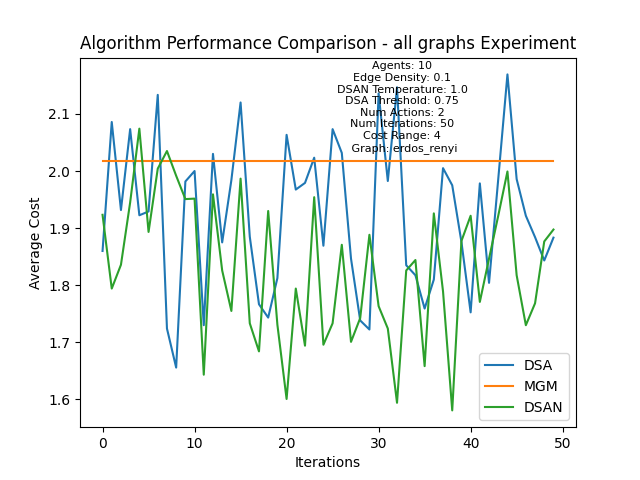 Algorithm Performance Comparison - all graphs Experiment
Agents: 10
Edge Density: 0.1
DSAN Temperature: 1.0
DSA Threshold: 0.75
Num Actions: 2
Num Iterations: 50
Cost Range: 4
Graph: erdos_renyi
Average Cost
2.1
2.0
1.9
1.8
1.7
1.6
0
10
20
30
40
50
Iterations
DSA
MGM
DSAN